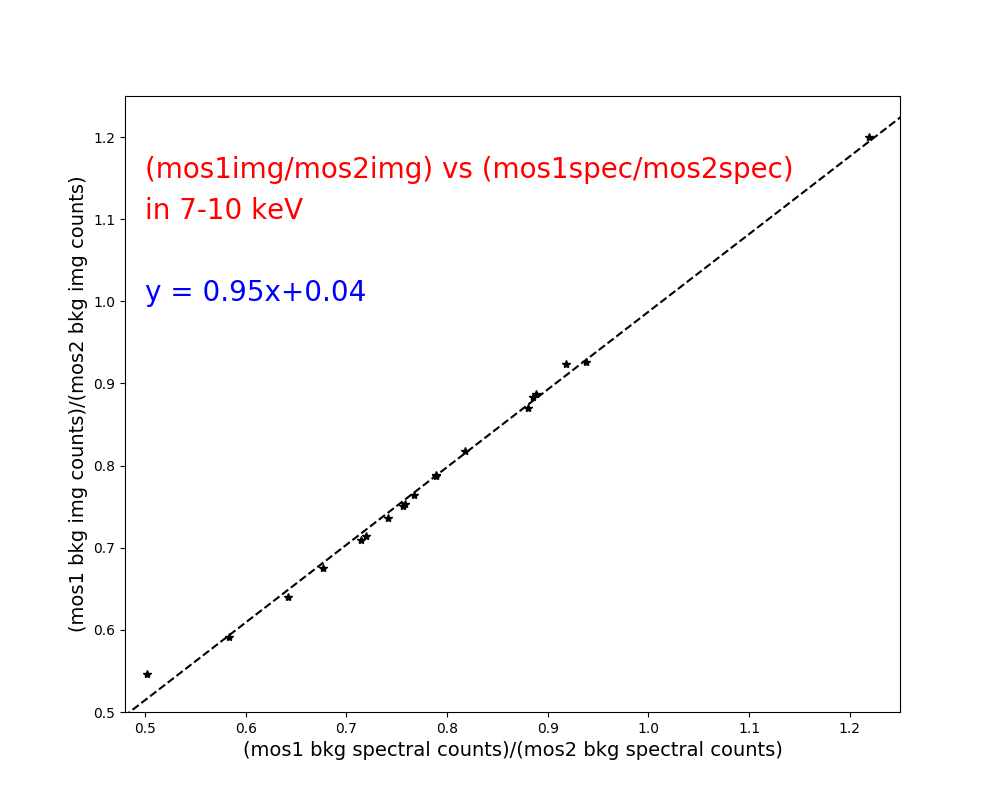 (mos1img/mos2img) vs (mos1spec/mos2spec)
in 7-10 keV
y = 0.95x+0.04
(mos1 bkg img counts)/(mos2 bkg img counts)
1.2
1.1
1.0
0.9
0.8
0.7
0.6
0.5
0.5 0.6 0.7 0.8 0.9 1.0 1.1 1.2
(mos1 bkg spectral counts)/(mos2 bkg spectral counts)